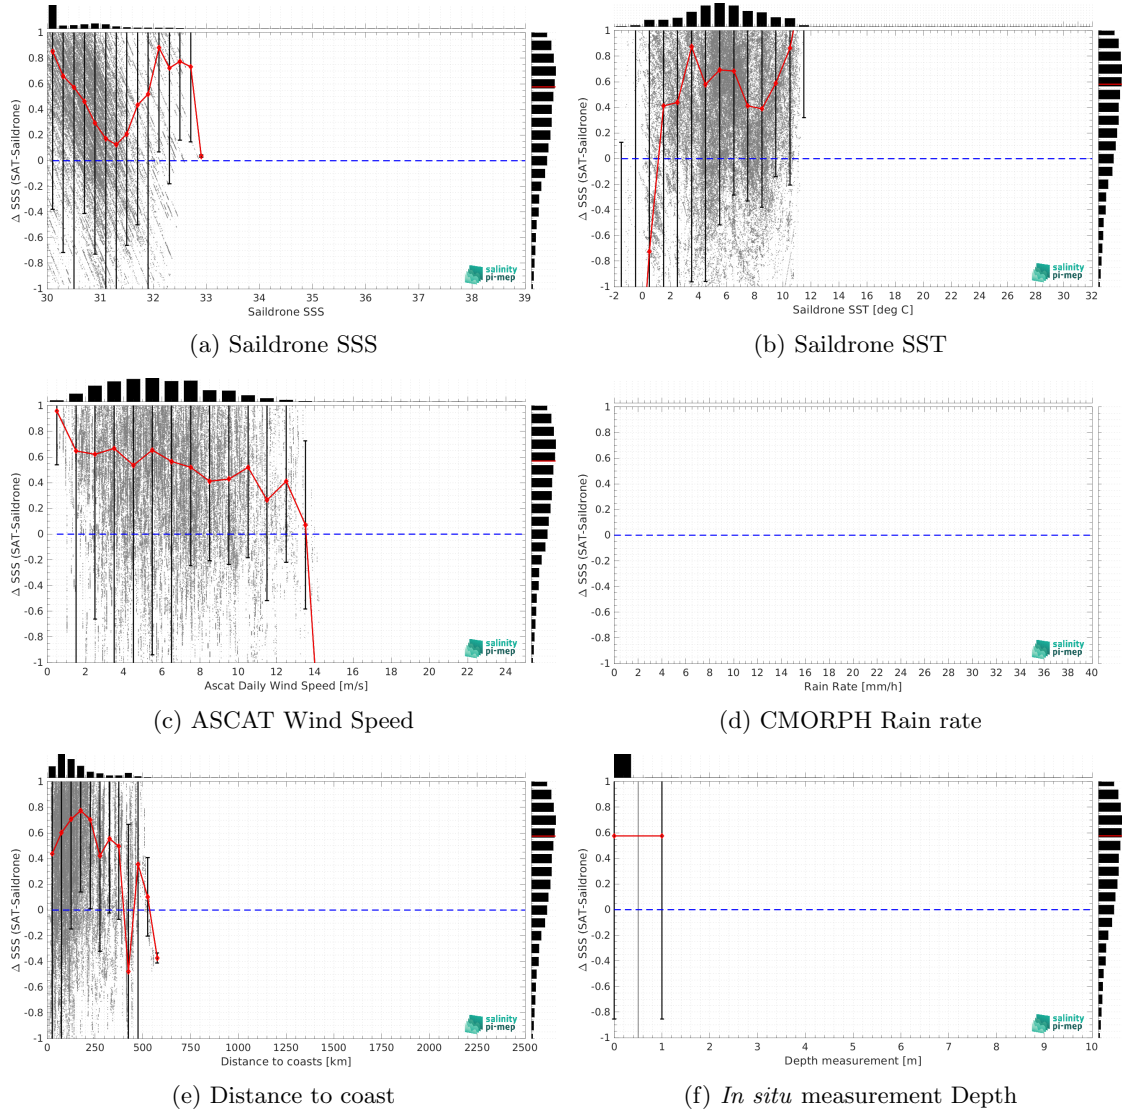 1
0.8
0.6
0.4
0.2
0
-0.2
-0.4
-0.6
-0.8
-1
Δ SSS (SAT-Saildrone)
30 31 32 33 34 35 36 37 38 39
Saildrone SSS
salinity
pi-mep
(a) Saildrone SSS
1
0.8
0.6
0.4
0.2
0
-0.2
-0.4
-0.6
-0.8
-1
Δ SSS (SAT-Saildrone)
-2 0 2 4 6 8 10 12 14 16 18 20 22 24 26 28 30 32
Saildrone SST [deg C]
salinity
pi-mep
(b) Saildrone SST
1
0.8
0.6
0.4
0.2
0
-0.2
-0.4
-0.6
-0.8
-1
Δ SSS (SAT-Saildrone)
0 2 4 6 8 10 12 14 16 18 20 22 24
Ascat Daily Wind Speed [m/s]
salinity
pi-mep
(c) ASCAT Wind Speed
1
0.8
0.6
0.4
0.2
0
-0.2
-0.4
-0.6
-0.8
-1
Δ SSS (SAT-Saildrone)
0 2 4 6 8 10 12 14 16 18 20 22 24 26 28 30 32 34 36 38 40
Rain Rate [mm/h]
salinity
pi-mep
(d) CMORPH Rain rate
1
0.8
0.6
0.4
0.2
0
-0.2
-0.4
-0.6
-0.8
-1
Δ SSS (SAT-Saildrone)
0 250 500 750 1000 1250 1500 1750 2000 2250 2500
Distance to coasts [km]
salinity
pi-mep
(e) Distance to coast
1
0.8
0.6
0.4
0.2
0
-0.2
-0.4
-0.6
-0.8
-1
Δ SSS (SAT-Saildrone)
0 1 2 3 4 5 6 7 8 9 10
Depth measurement [m]
salinity
pi-mep
(f) In situ measurement Depth